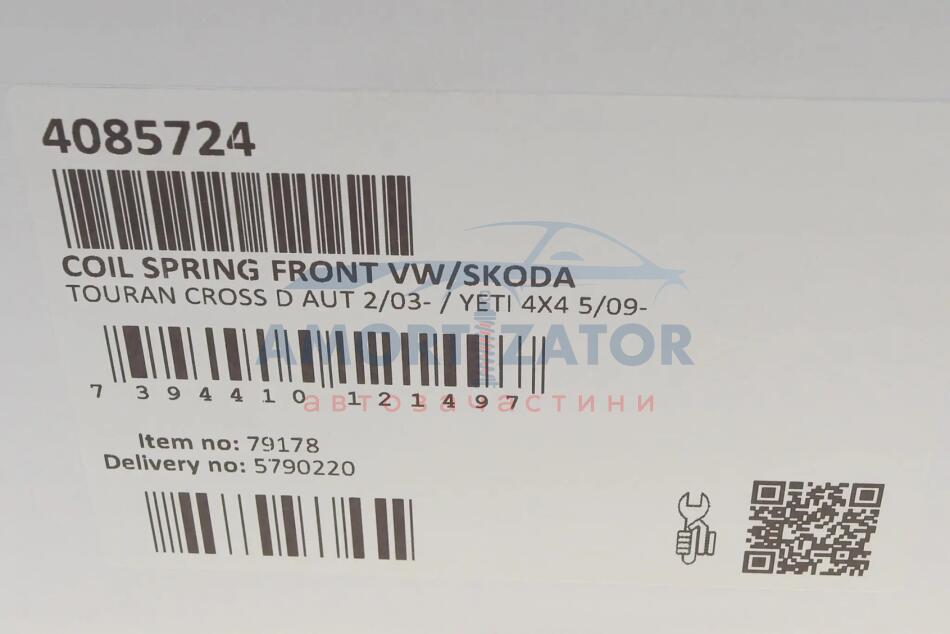 4085724
COIL SPRING FRONT VW/SKODA
TOURAN CROSS D AUT 2/03- / YETI 4X4 5/09-
AMORTIZATOR
7 394410 121497
автозачастини
Item no: 79178
Delivery no: 5790220